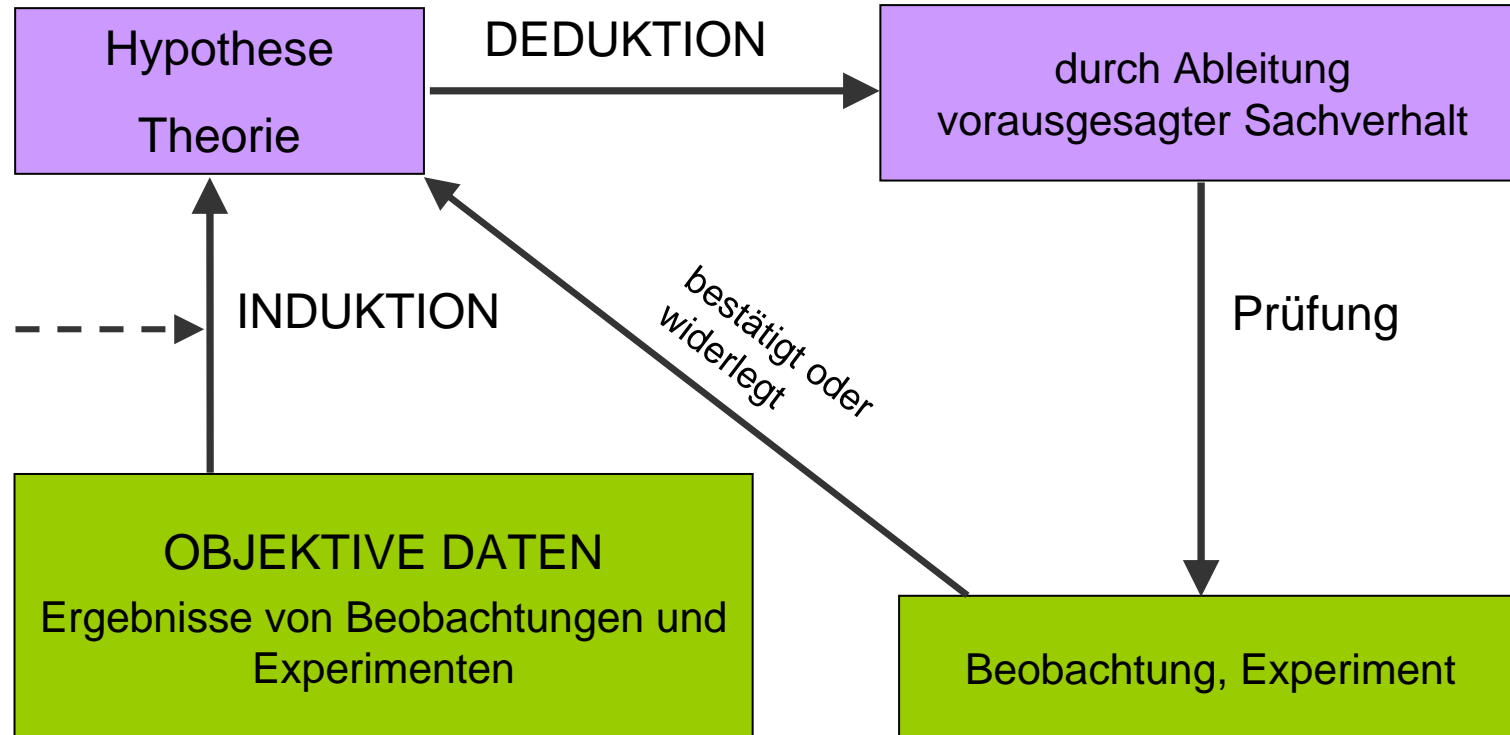 Hypothese
Theorie
DEDUKTION
durch Ableitung
vorausgesagter Sachverhalt
INDUKTION
bestätigt oder
widerlegt
Prüfung
OBJEKTIVE DATEN
Ergebnisse von Beobachtungen und
Experimenten
Beobachtung, Experiment